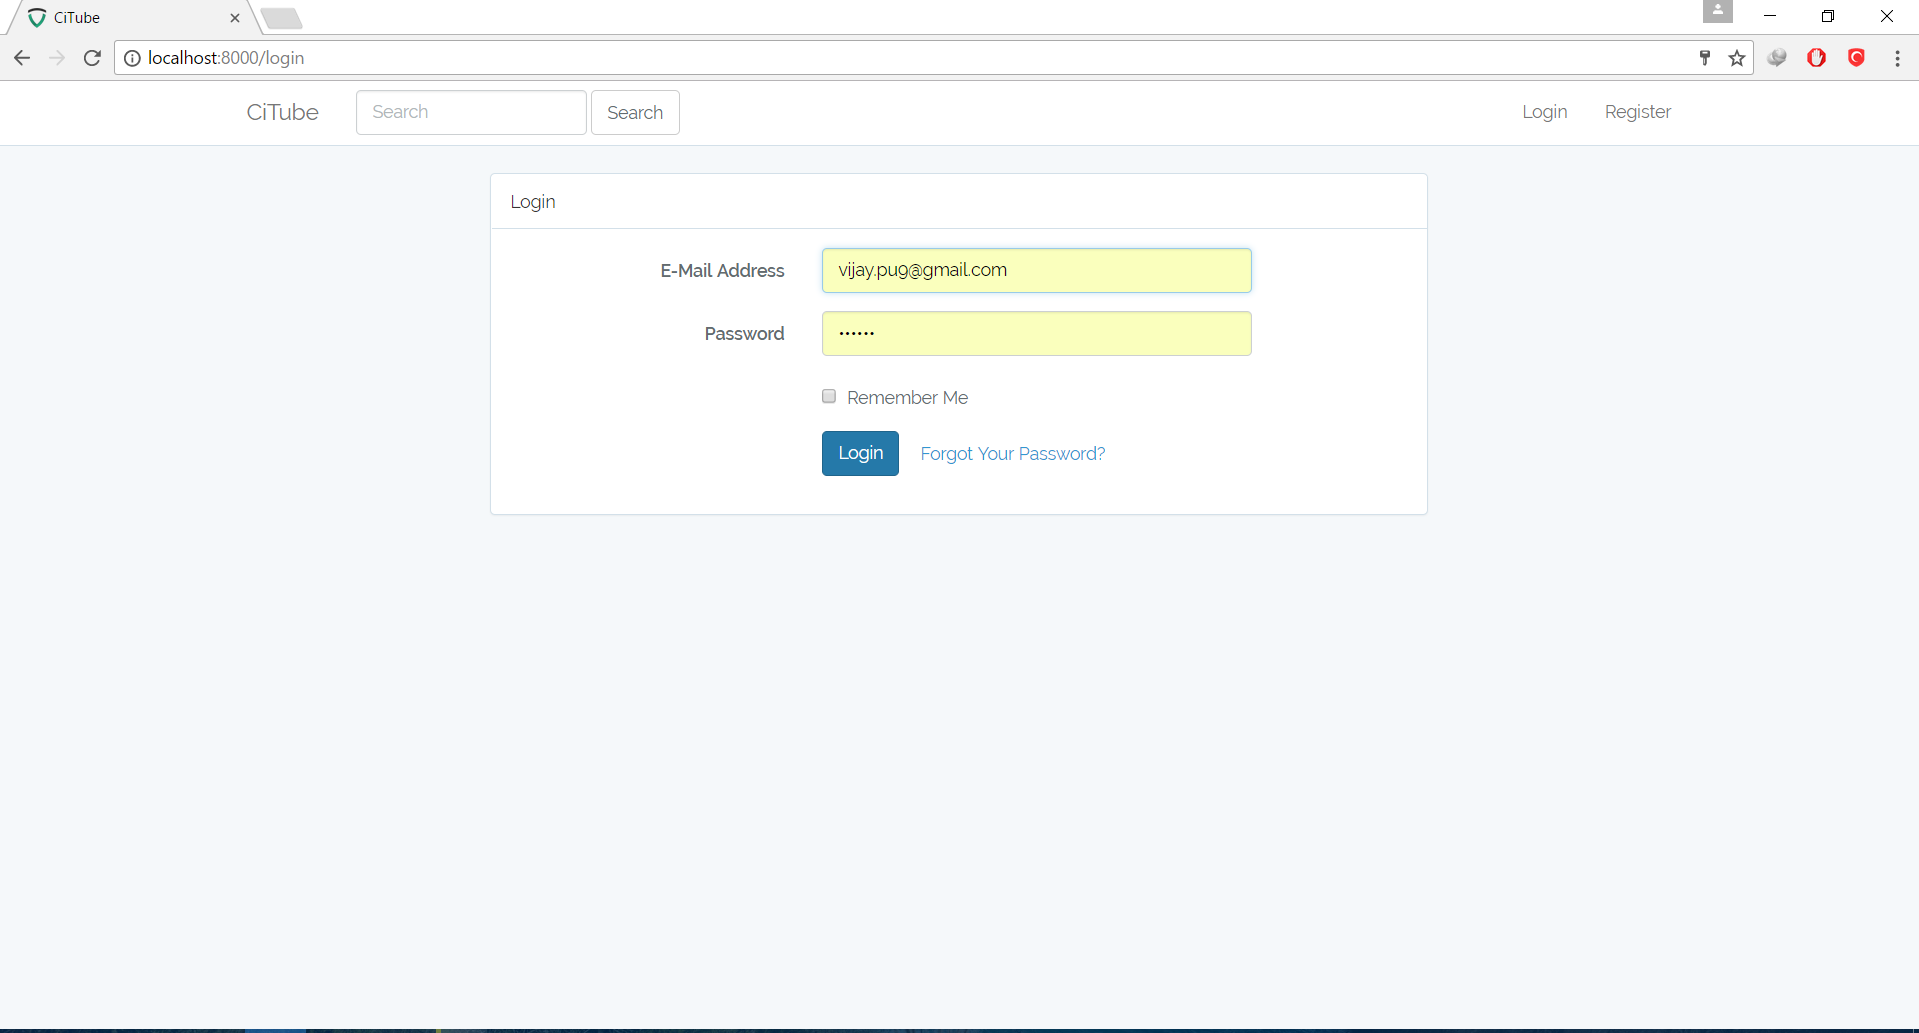 CiTube
localhost:8000/login
CiTube Search Search Login Register
Login
E-Mail Address vijay.pu9@gmail.com
Password ••••••
Remember Me
Login Forgot Your Password?